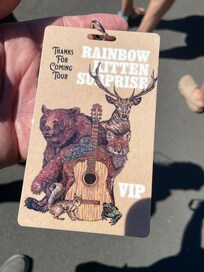 THANKS
FOR
COMING
TOUR
RAINBOW
KITTEN
SURPRISE
VIP